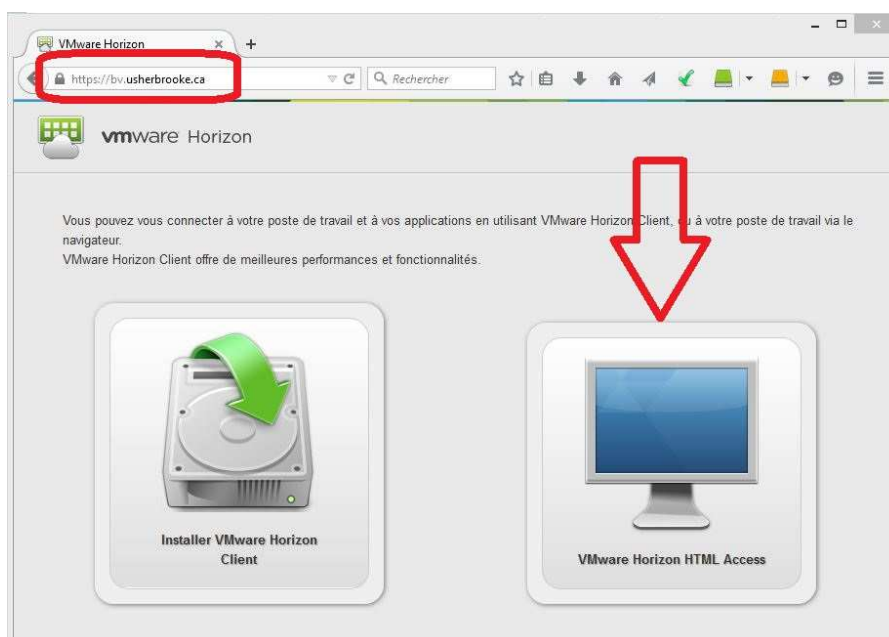 VMware Horizon
https://bv.usherbrooke.ca
Rechercher
vmware Horizon
Vous pouvez vous connecter à votre poste de travail et à vos applications en utilisant VMware Horizon Client, ou à votre poste de travail via le
navigateur.
VMware Horizon Client offre de meilleures performances et fonctionnalités.
Installer VMware Horizon
Client
VMware Horizon HTML Access